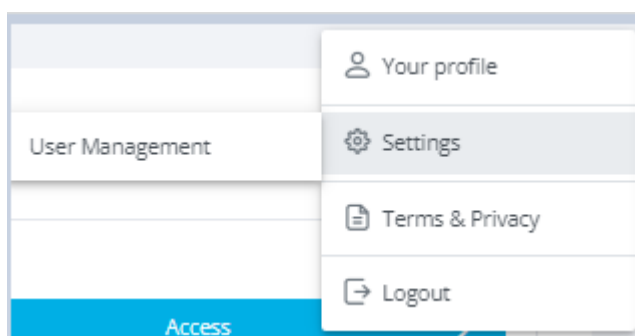 Your profile
User Management
Settings
Terms & Privacy
Logout
Access